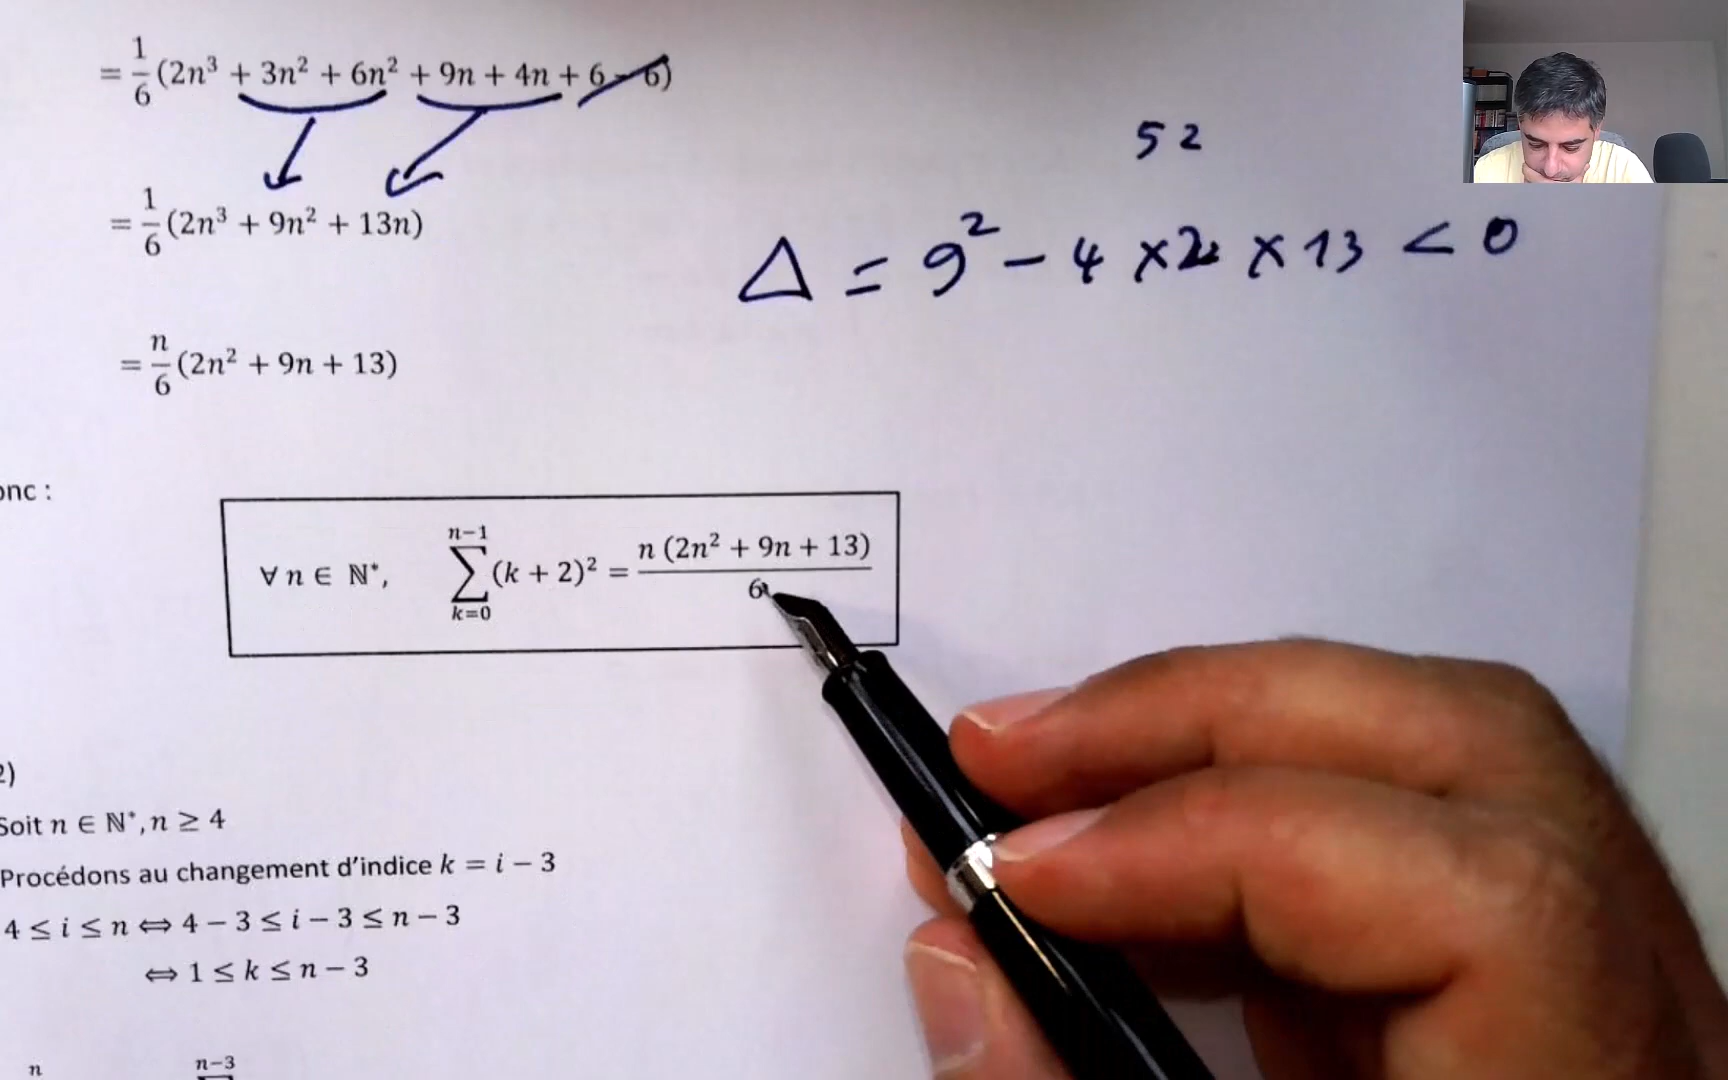 = 1/6 (2n³ + 3n² + 6n² + 9n + 4n + 6 − 6)
52
= 1/6 (2n³ + 9n² + 13n)
Δ = 9² − 4 × 2 × 13 < 0
= n/6 (2n² + 9n + 13)
onc :
∀ n ∈ ℕ*, ∑_{k=0}^{n−1} (k + 2)² = n (2n² + 9n + 13) / 6
2)
Soit n ∈ ℕ*, n ≥ 4
Procédons au changement d'indice k = i − 3
4 ≤ i ≤ n ⟺ 4 − 3 ≤ i − 3 ≤ n − 3
⟺ 1 ≤ k ≤ n − 3
n n−3